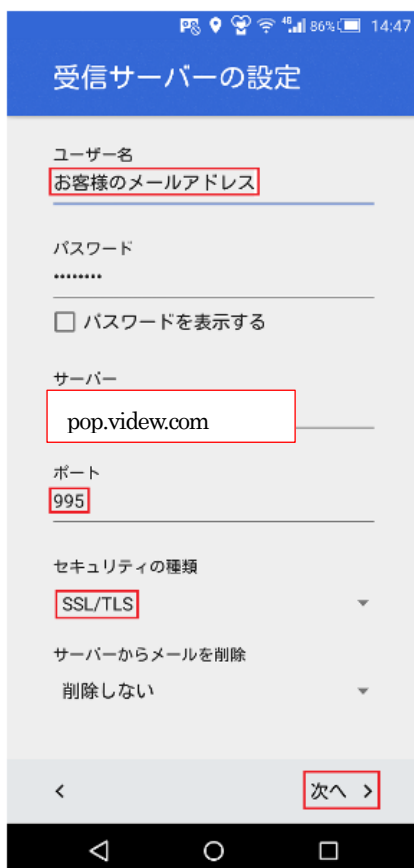 86% 14:47
受信サーバーの設定
ユーザー名
お客様のメールアドレス
パスワード
••••••••
パスワードを表示する
サーバー
pop.videw.com
ポート
995
セキュリティの種類
SSL/TLS
サーバーからメールを削除
削除しない
次へ